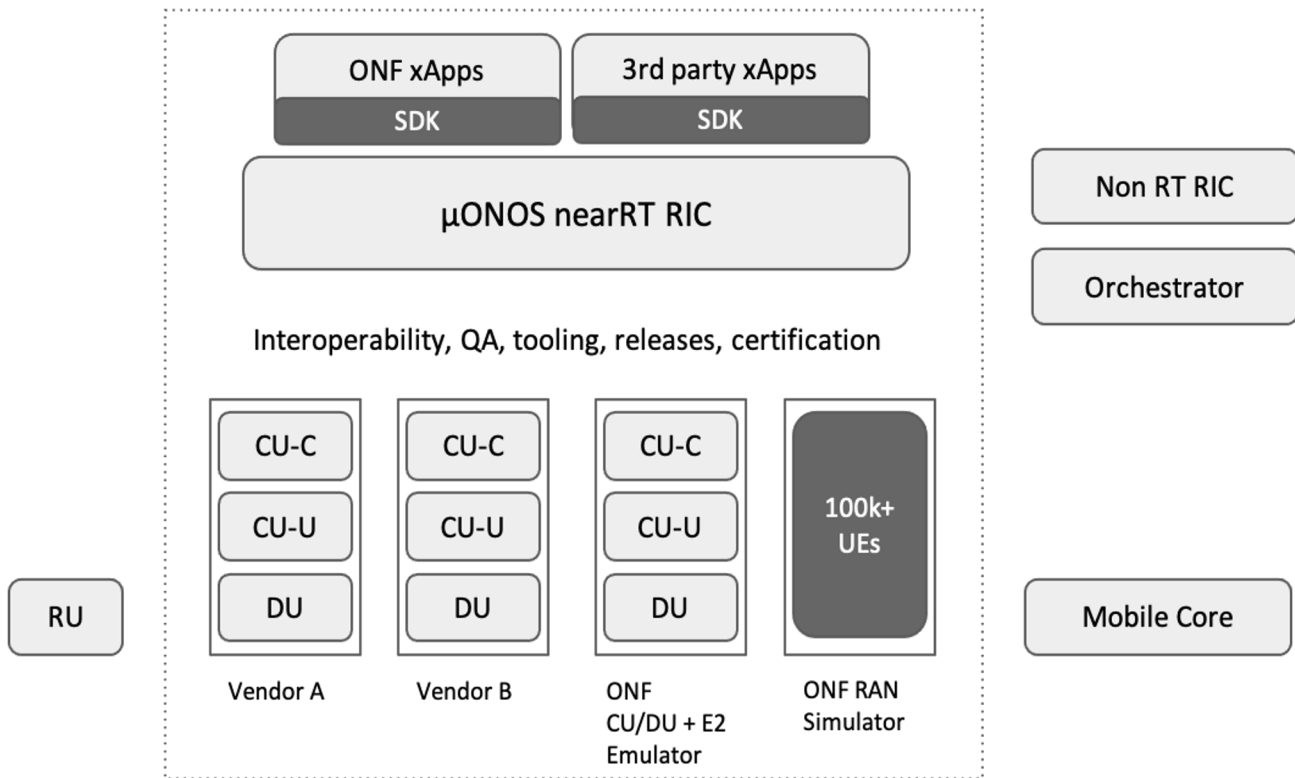 ONF xApps
3rd party xApps
SDK
SDK
µONOS nearRT RIC
Non RT RIC
Orchestrator
Interoperability, QA, tooling, releases, certification
CU-C
CU-U
DU
Vendor A
CU-C
CU-U
DU
Vendor B
CU-C
CU-U
DU
ONF
CU/DU + E2
Emulator
100k+
UEs
ONF RAN
Simulator
RU
Mobile Core